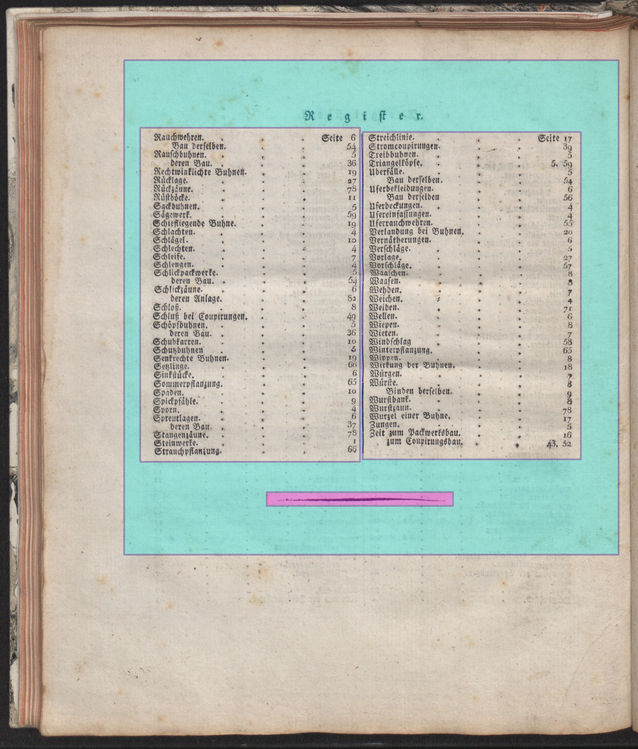 Register.
Rauchwehren. Seite 6
Bau derselben. 54
Rauschbuhnen. 5
deren Bau. 36
Rechtwinklichte Buhnen. 19
Rücklage. 27
Rückzäune. 78
Rüstböcke. 11
Sackbuhnen. 5
Sägewerk. 59
Schiefliegende Buhne. 19
Schlachten. 4
Schlägel. 10
Schlechten. 4
Schleife. 7
Schlengen. 4
Schlickpackwerke. 5
deren Bau. 54
Schlickzäune. 6
deren Anlage. 82
Schloß. 8
Schluß bei Coupirungen. 49
Schöpfbuhnen. 5
deren Bau. 36
Schubkarren. 10
Schutzbuhnen 5
Senkrechte Buhnen. 19
Setzlinge. 66
Sinkstücke. 6
Sommerpflanzung. 65
Spaden. 10
Spickpfähle. 9
Sporn. 4
Spreutlagen. 6
deren Bau. 37
Stangenzäune. 78
Steinwerke. 1
Strauchpflanzung. 66
Streichlinie. Seite 17
Stromcoupirungen. 39
Treibbuhnen. 5
Triangelköpfe. 5. 59
Überfälle. 5
Bau derselben. 54
Uferbekleidungen. 6
Bau derselben 56
Uferdeckungen. 4
Ufereinfassungen. 4
Uferrauchwehren. 55
Verlandung bei Buhnen. 20
Vernätherungen. 6
Verschläge. 5
Vorlage. 27
Vorschläge. 57
Waaschen. 8
Waasen. 8
Wehden. 7
Weichen. 4
Weiden. 71
Wellen. 6
Wiepen. 8
Wieten. 7
Windschlag 58
Winterpflanzung. 65
Wippen. 8
Wirkung der Buhnen. 18
Würgen. 7
Würste. 8
Binden derselben. 9
Wurstbank. 8
Wurstzaun. 78
Wurzel einer Buhne. 17
Zungen. 5
Zeit zum Packwerksbau. 16
zum Coupirungsbau. 43. 52